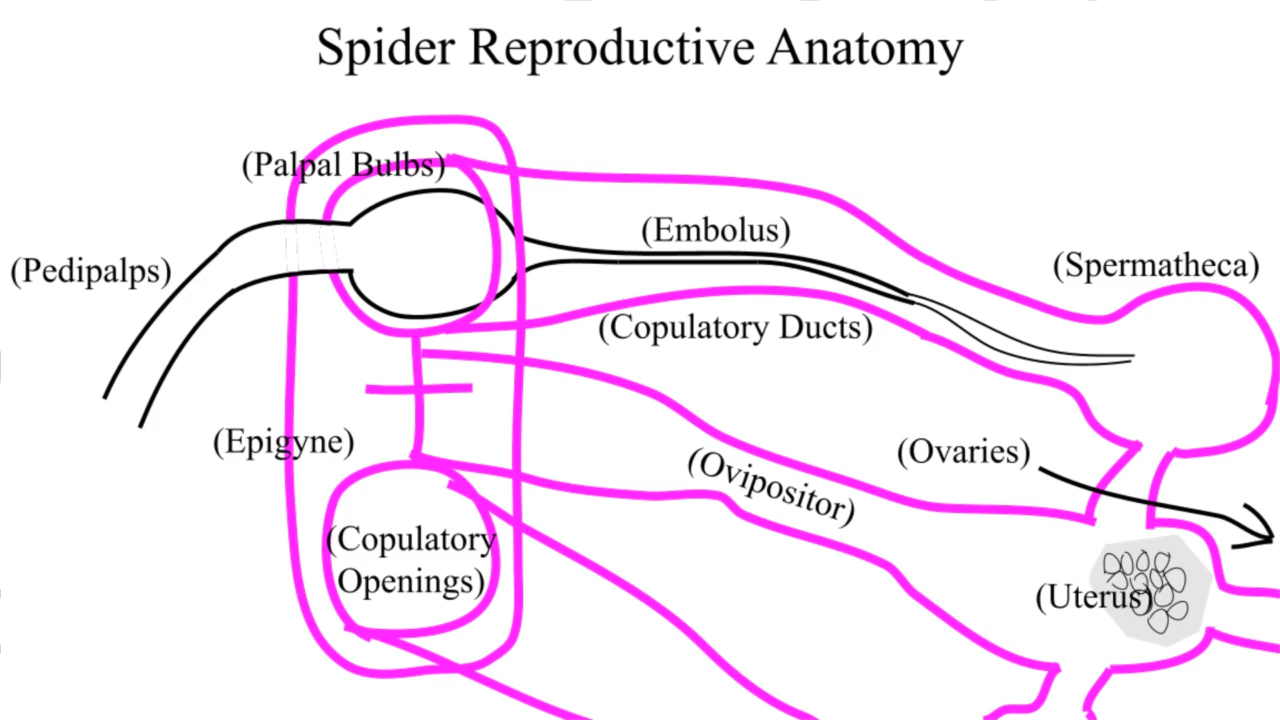 Spider Reproductive Anatomy
(Palpal Bulbs)
(Embolus)
(Pedipalps)
(Spermatheca)
(Copulatory Ducts)
(Epigyne)
(Ovaries)
(Ovipositor)
(Copulatory
Openings)
(Uterus)